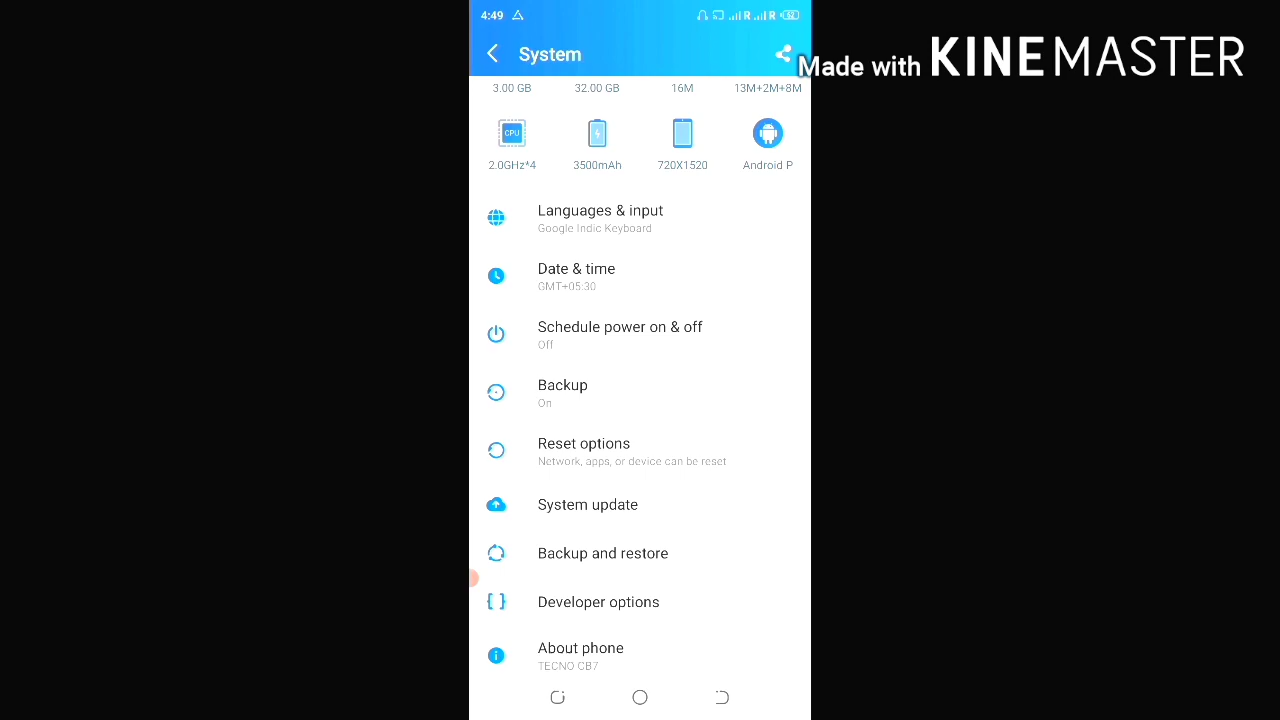 4:49
R R 52
System
Made with KINEMASTER
3.00 GB 32.00 GB 16M 13M+2M+8M
CPU
2.0GHz*4 3500mAh 720X1520 Android P
Languages & input
Google Indic Keyboard
Date & time
GMT+05:30
Schedule power on & off
Off
Backup
On
Reset options
Network, apps, or device can be reset
System update
Backup and restore
Developer options
About phone
TECNO CB7